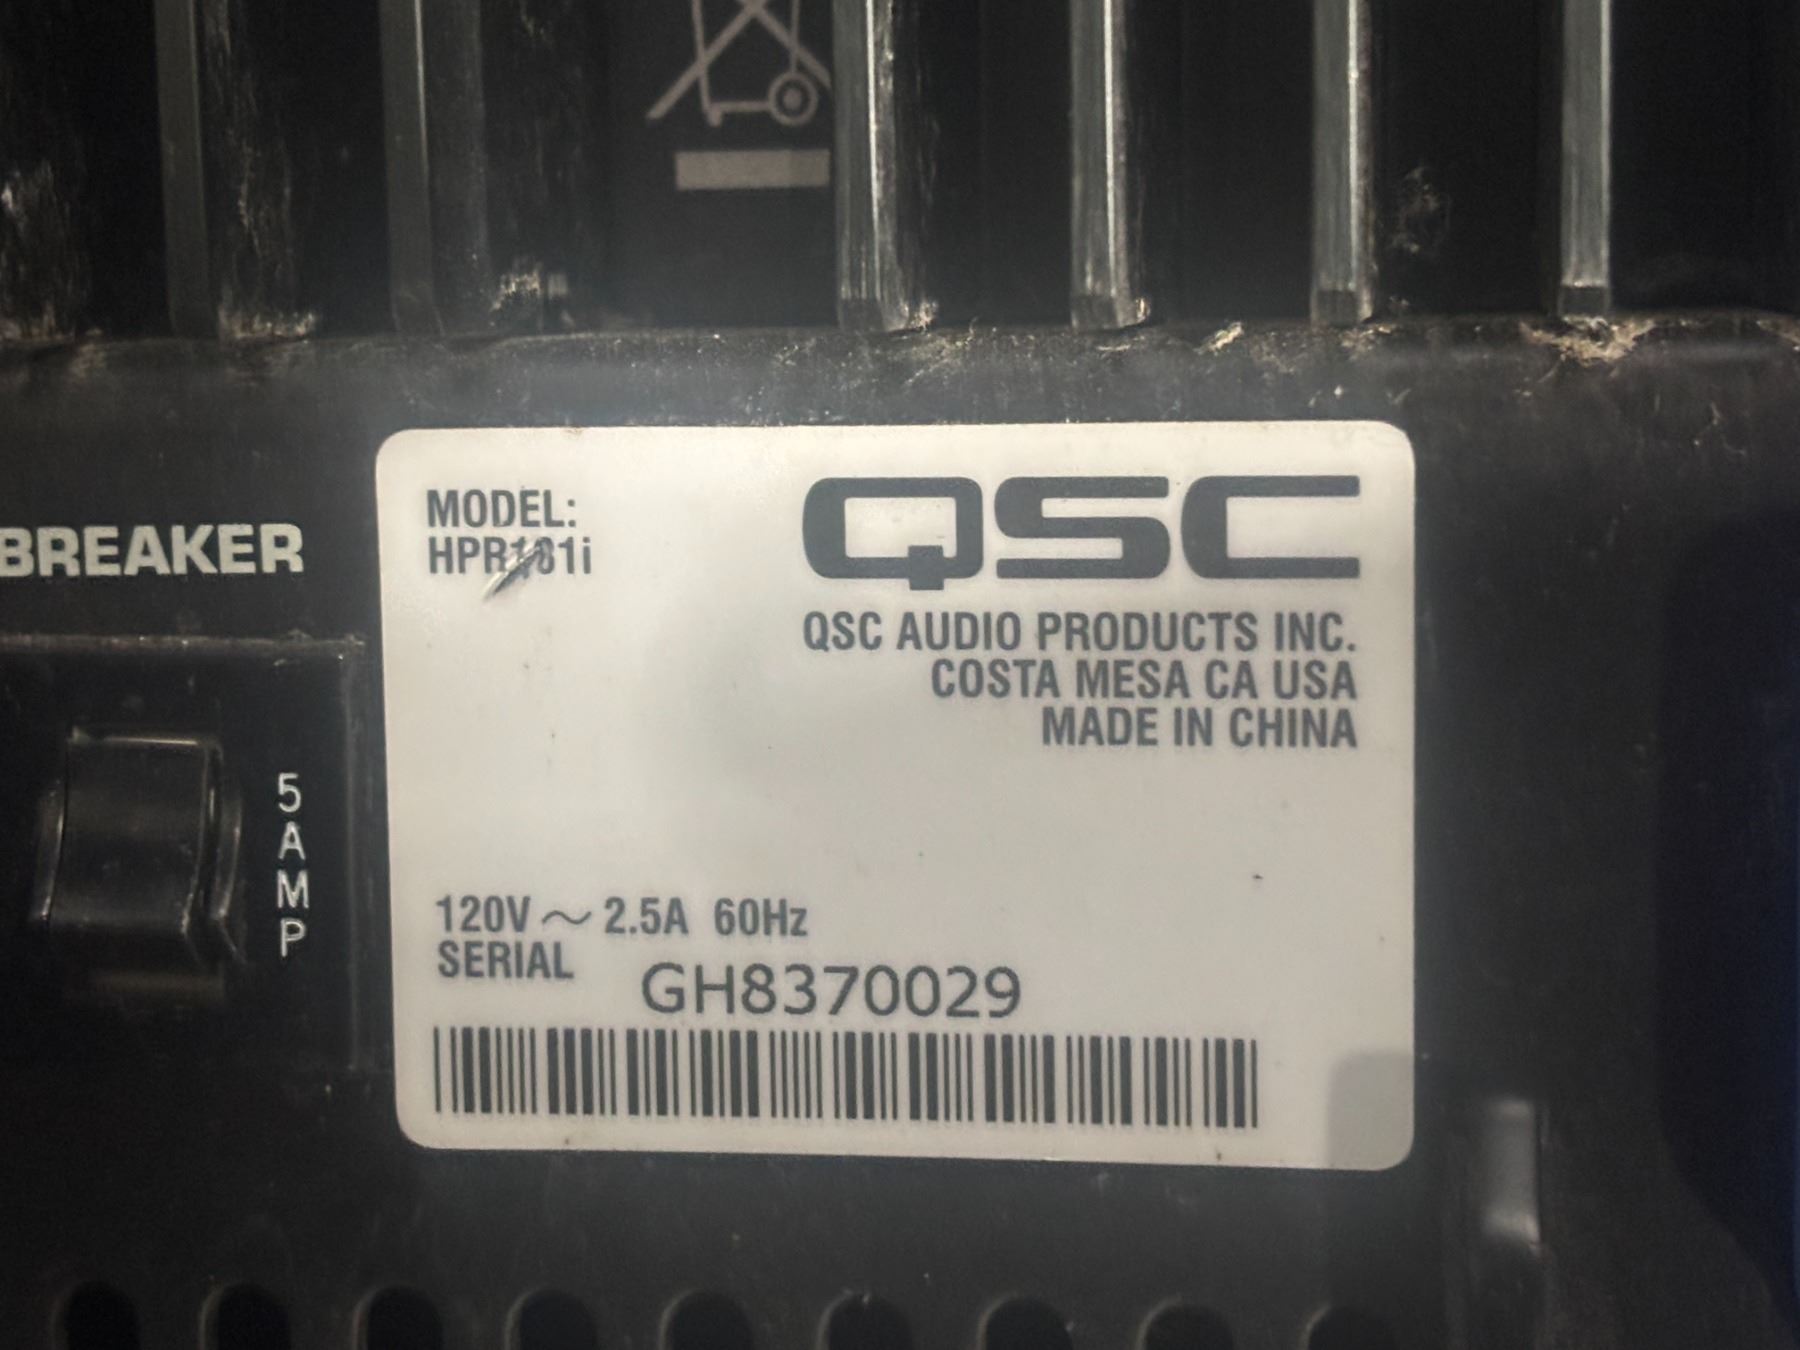 BREAKER
5
A
M
P
MODEL:
HPR181i
QSC
QSC AUDIO PRODUCTS INC.
COSTA MESA CA USA
MADE IN CHINA
120V ~ 2.5A 60Hz
SERIAL GH8370029